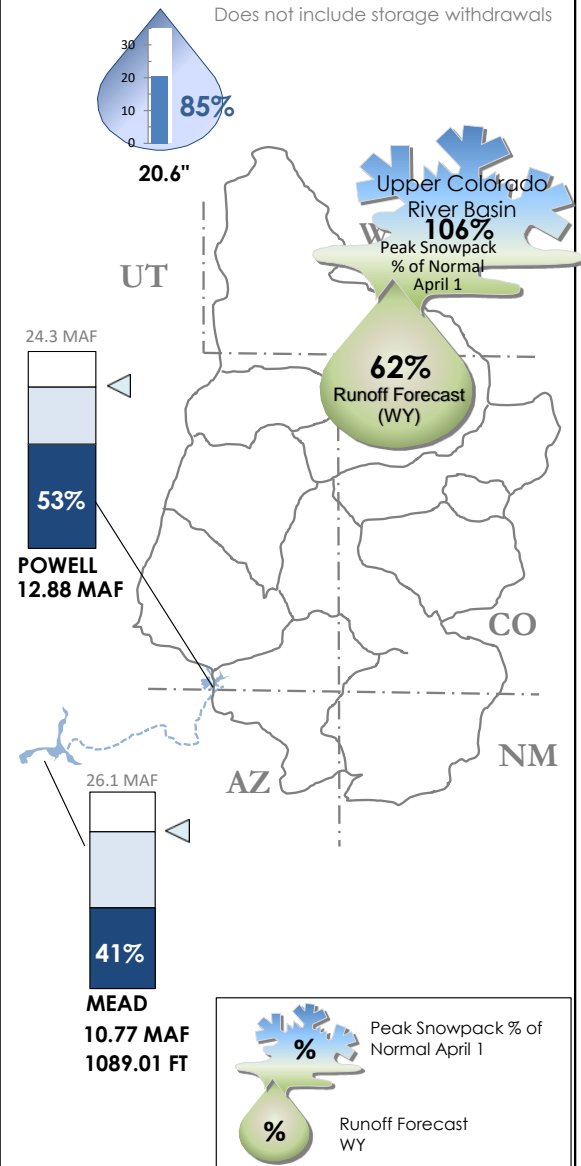 Does not include storage withdrawals
30
20
10
0
85%
20.6"
UT
W
Upper Colorado
River Basin
106%
Peak Snowpack
% of Normal
April 1
62%
Runoff Forecast
(WY)
24.3 MAF
53%
POWELL
12.88 MAF
CO
NM
AZ
26.1 MAF
41%
MEAD
10.77 MAF
1089.01 FT
%
Peak Snowpack % of
Normal April 1
%
Runoff Forecast
WY